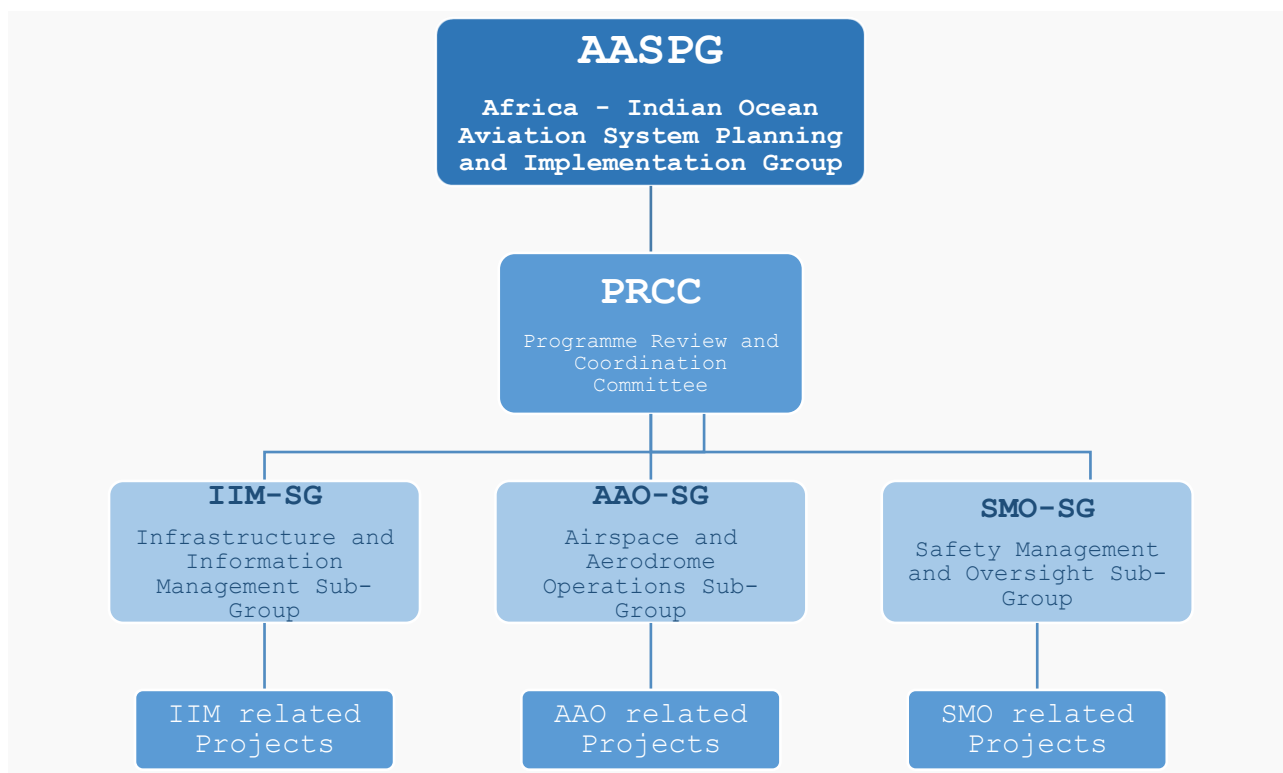 AASPG
Africa - Indian Ocean
Aviation System Planning
and Implementation Group
PRCC
Programme Review and
Coordination
Committee
IIM-SG
Infrastructure and
Information
Management Sub-
Group
AAO-SG
Airspace and
Aerodrome
Operations Sub-
Group
SMO-SG
Safety Management
and Oversight Sub-
Group
IIM related
Projects
AAO related
Projects
SMO related
Projects